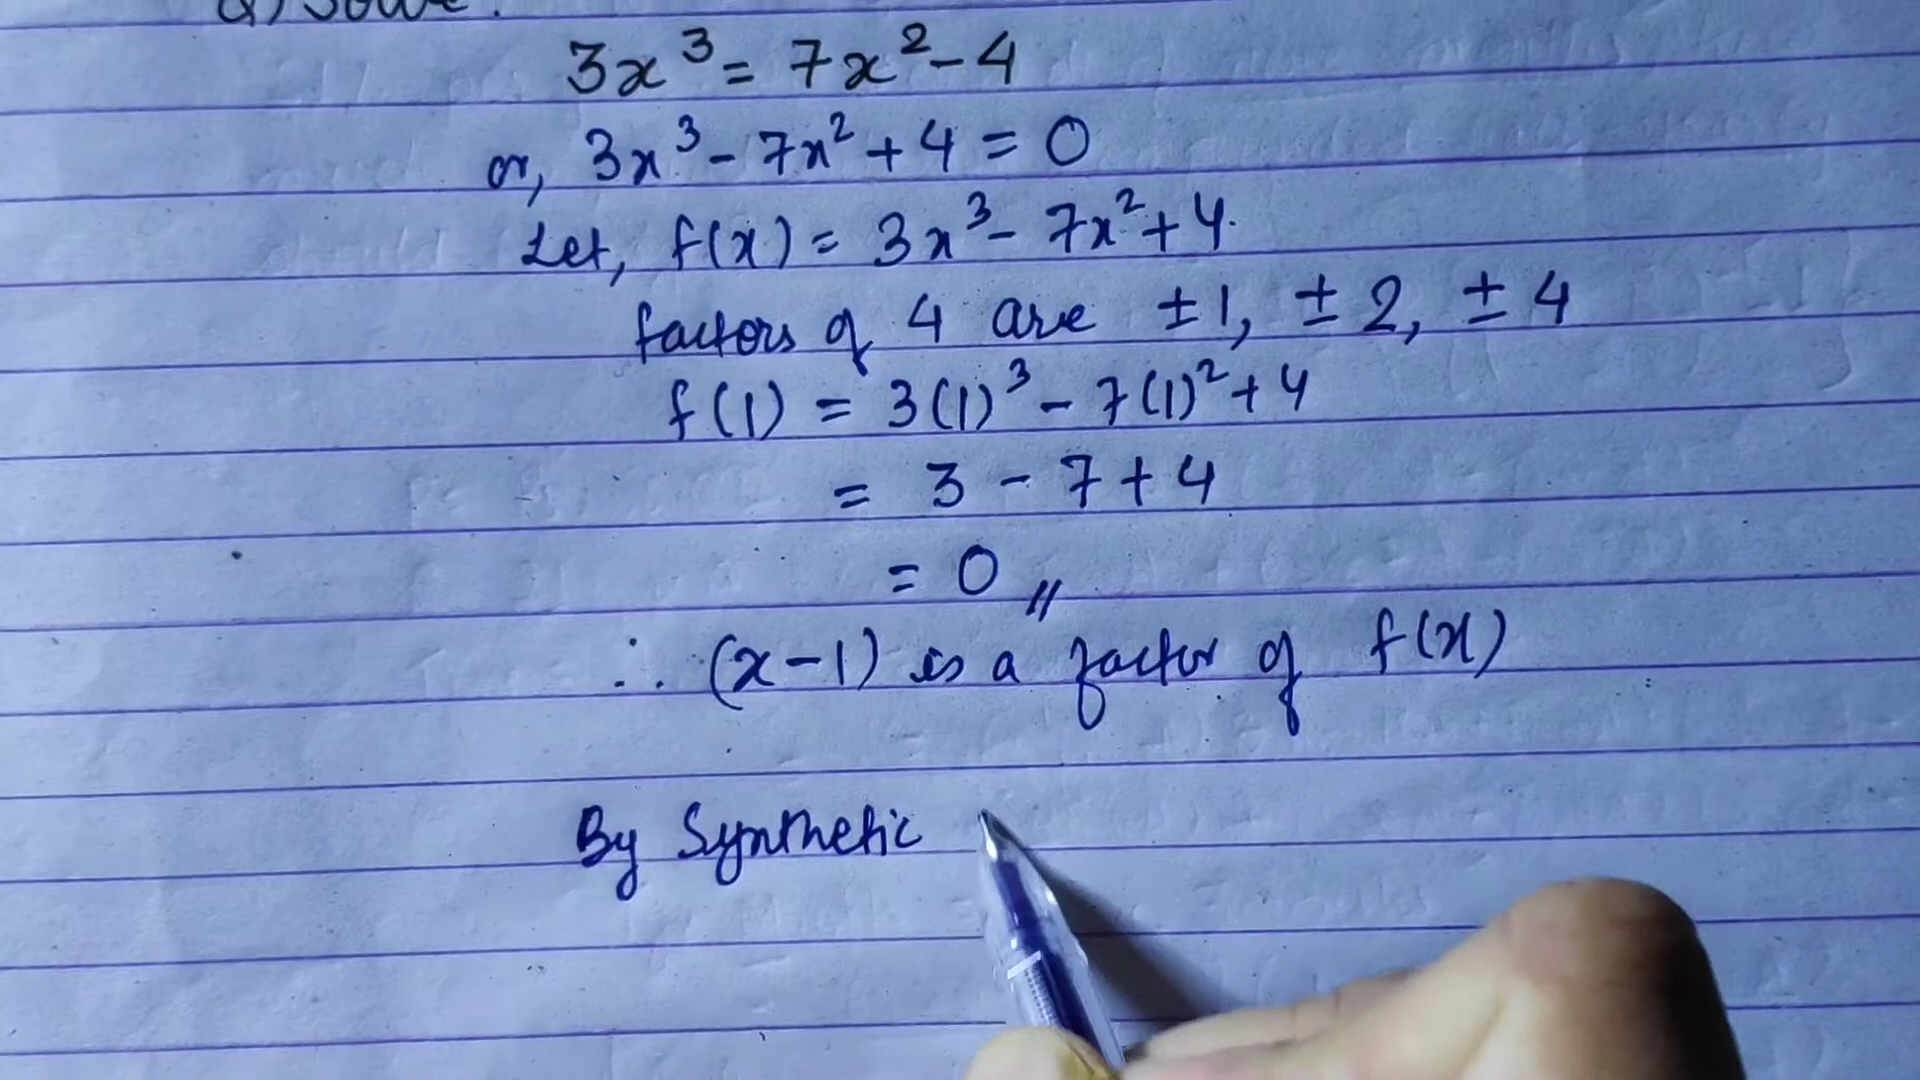 Q) Solve:
3x³ = 7x² - 4
or, 3x³ - 7x² + 4 = 0
Let, f(x) = 3x³ - 7x² + 4.
factors of 4 are ±1, ±2, ±4
f(1) = 3(1)³ - 7(1)² + 4
= 3 - 7 + 4
= 0 //
∴ (x-1) is a factor of f(x)
By Synthetic